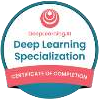 DeepLearning.AI
Deep Learning
Specialization
CERTIFICATE OF COMPLETION